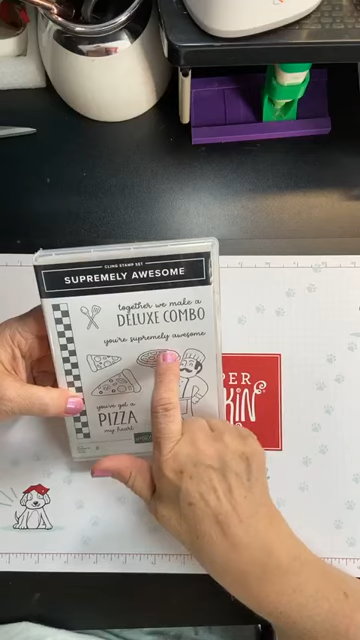 CLING STAMP SET
SUPREMELY AWESOME
together we make a
DELUXE COMBO
you're supremely awesome
you've got a
PIZZA
my heart